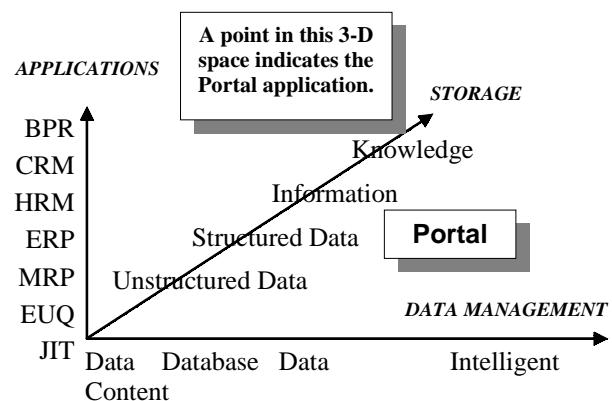 A point in this 3-D
space indicates the
Portal application.
APPLICATIONS
STORAGE
BPR
Knowledge
CRM
Information
HRM
Structured Data
Portal
ERP
Unstructured Data
MRP
DATA MANAGEMENT
EUQ
JIT
Data Database Data Intelligent
Content